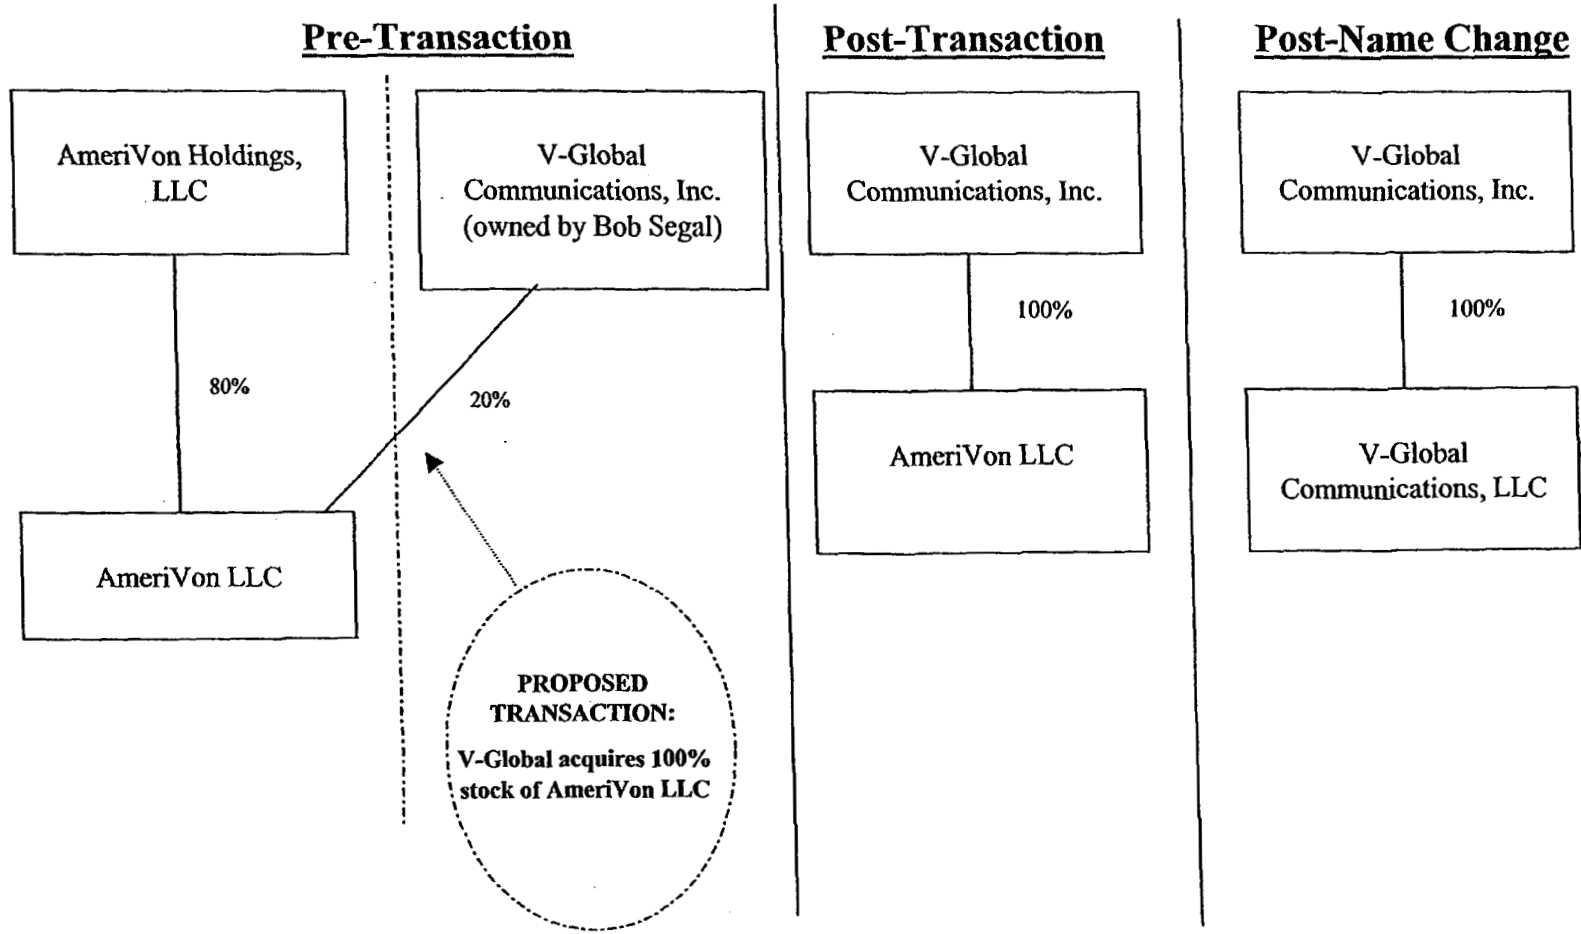 Pre-Transaction
AmeriVon Holdings,
LLC
V-Global
Communications, Inc.
(owned by Bob Segal)
80%
20%
AmeriVon LLC
PROPOSED
TRANSACTION:
V-Global acquires 100%
stock of AmeriVon LLC
Post-Transaction
V-Global
Communications, Inc.
100%
AmeriVon LLC
Post-Name Change
V-Global
Communications, Inc.
100%
V-Global
Communications, LLC